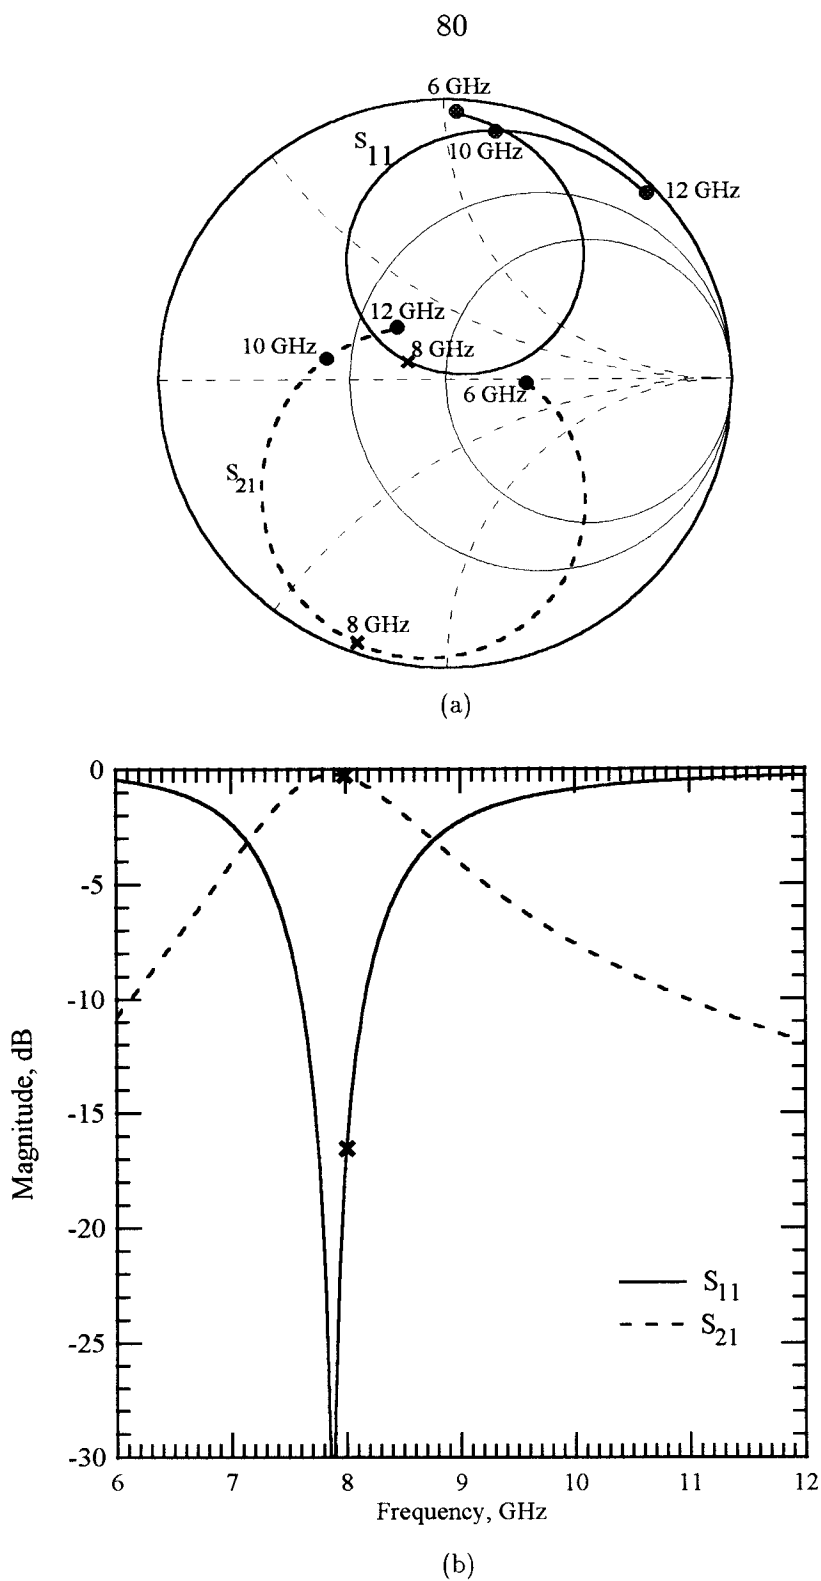 80
6 GHz
S11
10 GHz
12 GHz
12 GHz
10 GHz
8 GHz
6 GHz
S21
8 GHz
(a)
0
-5
-10
-15
-20
-25
-30
Magnitude, dB
S11
S21
6 7 8 9 10 11 12
Frequency, GHz
(b)